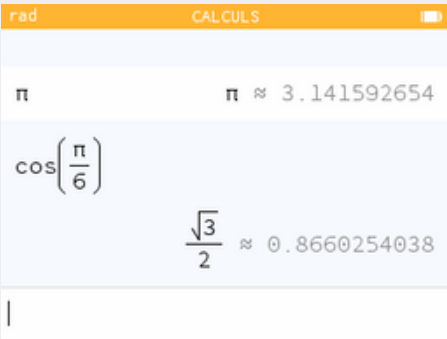 rad CALCULS
π π ≈ 3.141592654
cos(π/6)
√3/2 ≈ 0.8660254038